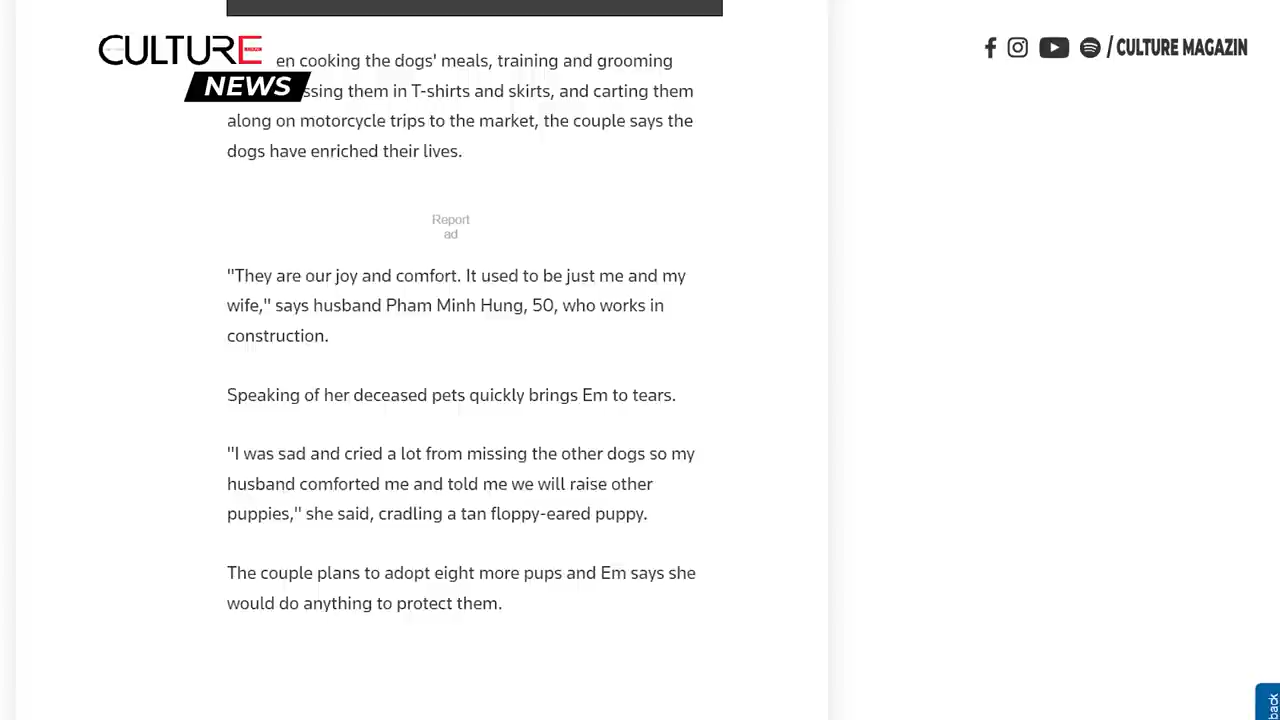 CULTURE
NEWS
/ CULTURE MAGAZIN
en cooking the dogs' meals, training and grooming
ssing them in T-shirts and skirts, and carting them
along on motorcycle trips to the market, the couple says the
dogs have enriched their lives.
Report
ad
"They are our joy and comfort. It used to be just me and my
wife," says husband Pham Minh Hung, 50, who works in
construction.
Speaking of her deceased pets quickly brings Em to tears.
"I was sad and cried a lot from missing the other dogs so my
husband comforted me and told me we will raise other
puppies," she said, cradling a tan floppy-eared puppy.
The couple plans to adopt eight more pups and Em says she
would do anything to protect them.
back